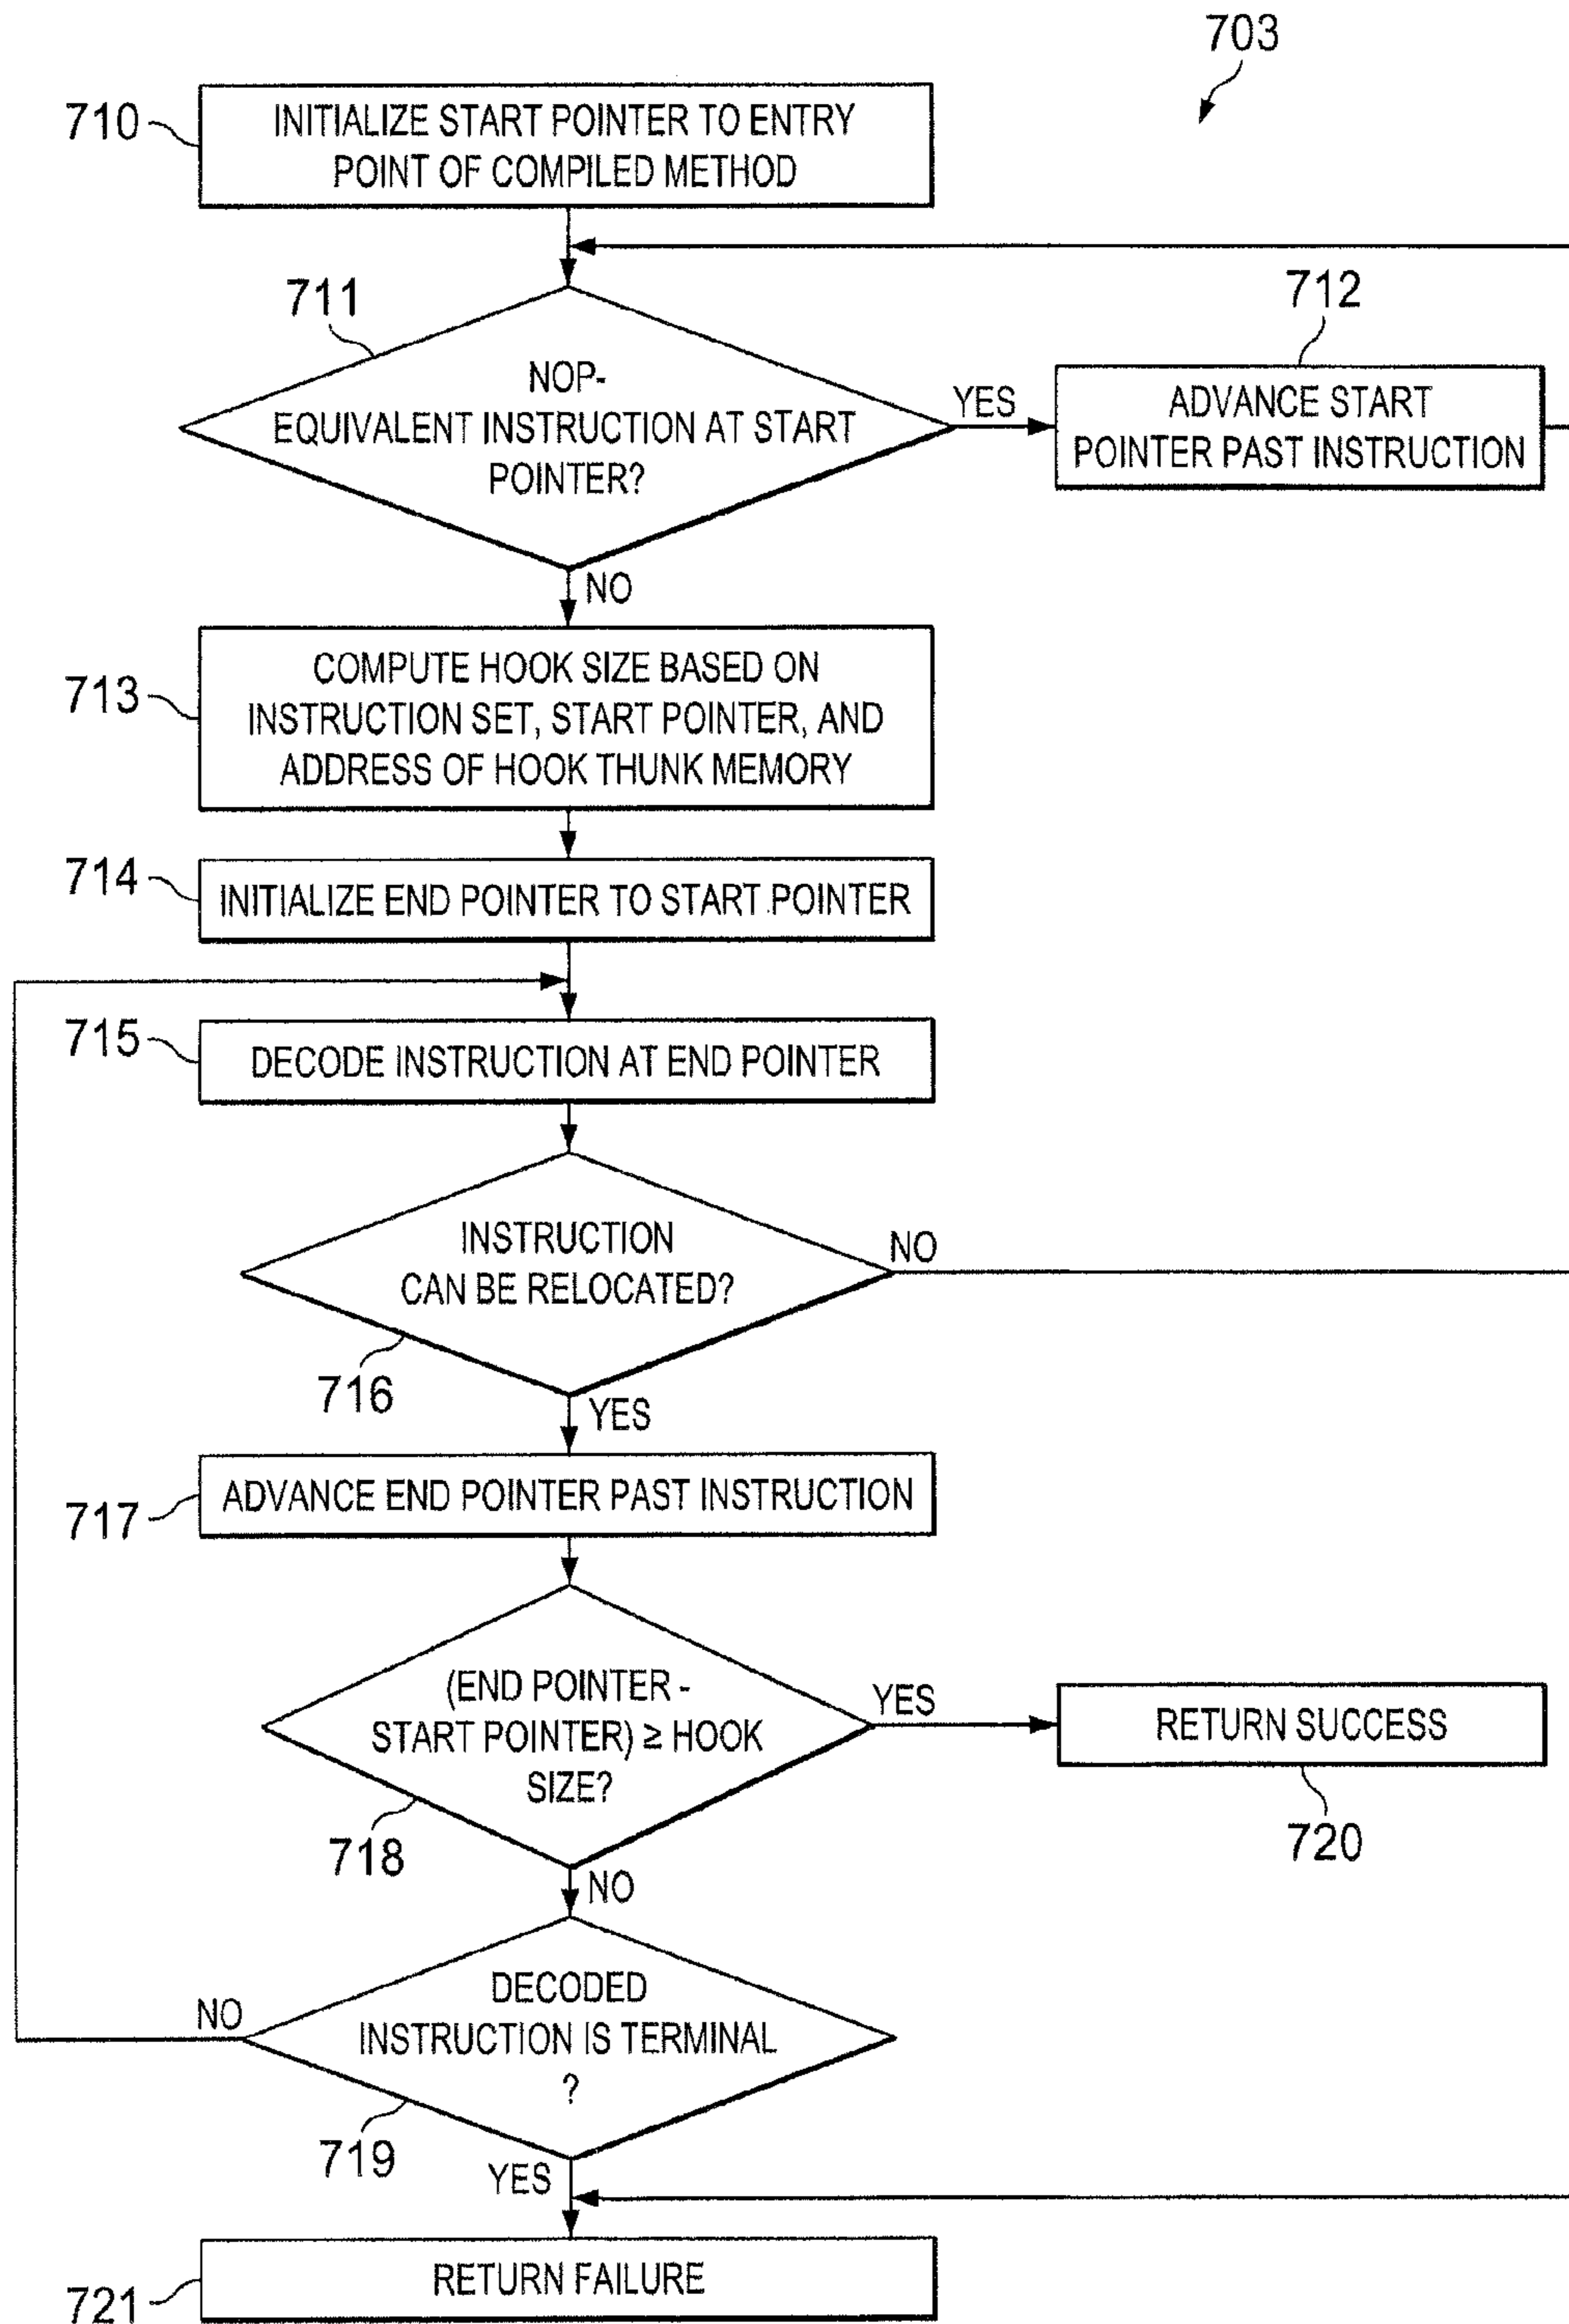 703
710
INITIALIZE START POINTER TO ENTRY
POINT OF COMPILED METHOD
711
NOP-
EQUIVALENT INSTRUCTION AT START
POINTER?
YES
712
ADVANCE START
POINTER PAST INSTRUCTION
NO
713
COMPUTE HOOK SIZE BASED ON
INSTRUCTION SET, START POINTER, AND
ADDRESS OF HOOK THUNK MEMORY
714
INITIALIZE END POINTER TO START POINTER
715
DECODE INSTRUCTION AT END POINTER
INSTRUCTION
CAN BE RELOCATED?
NO
716
YES
717
ADVANCE END POINTER PAST INSTRUCTION
(END POINTER -
START POINTER) ≥ HOOK
SIZE?
YES
718
RETURN SUCCESS
720
NO
DECODED
INSTRUCTION IS TERMINAL
?
NO
719
YES
721
RETURN FAILURE